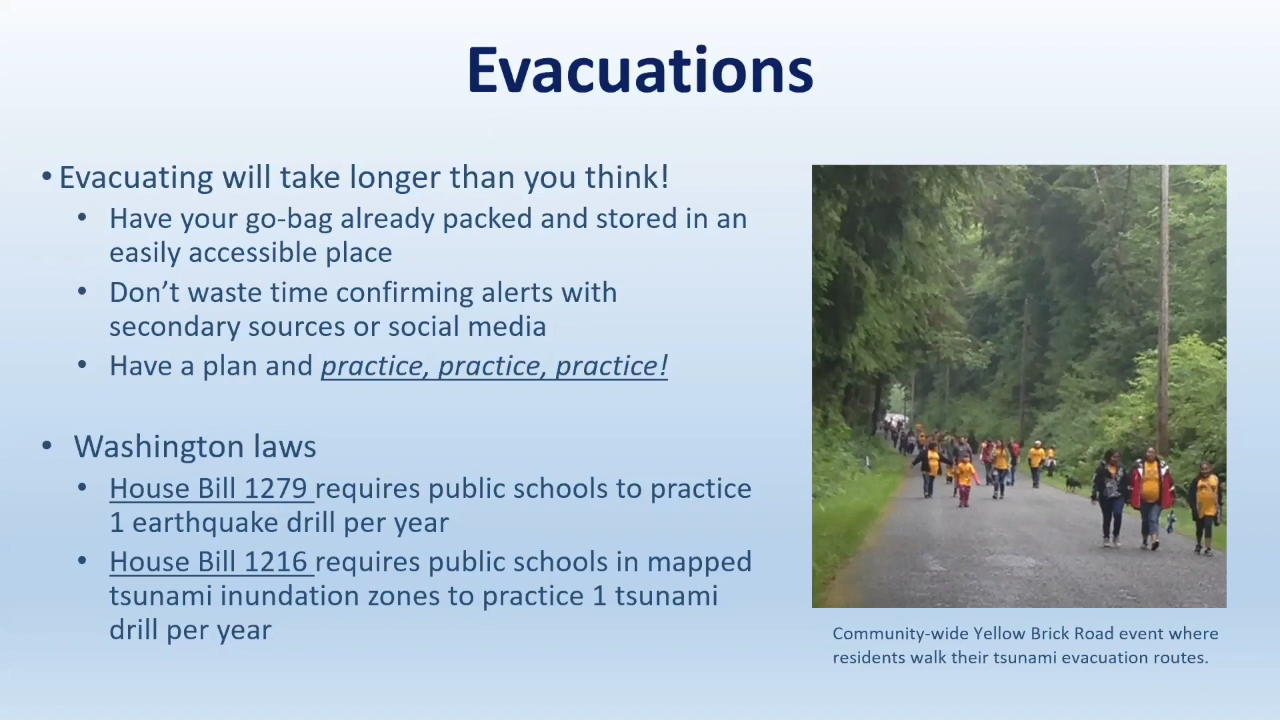 Evacuations
• Evacuating will take longer than you think!
• Have your go-bag already packed and stored in an
easily accessible place
• Don’t waste time confirming alerts with
secondary sources or social media
• Have a plan and practice, practice, practice!
• Washington laws
• House Bill 1279 requires public schools to practice
1 earthquake drill per year
• House Bill 1216 requires public schools in mapped
tsunami inundation zones to practice 1 tsunami
drill per year
Community-wide Yellow Brick Road event where
residents walk their tsunami evacuation routes.